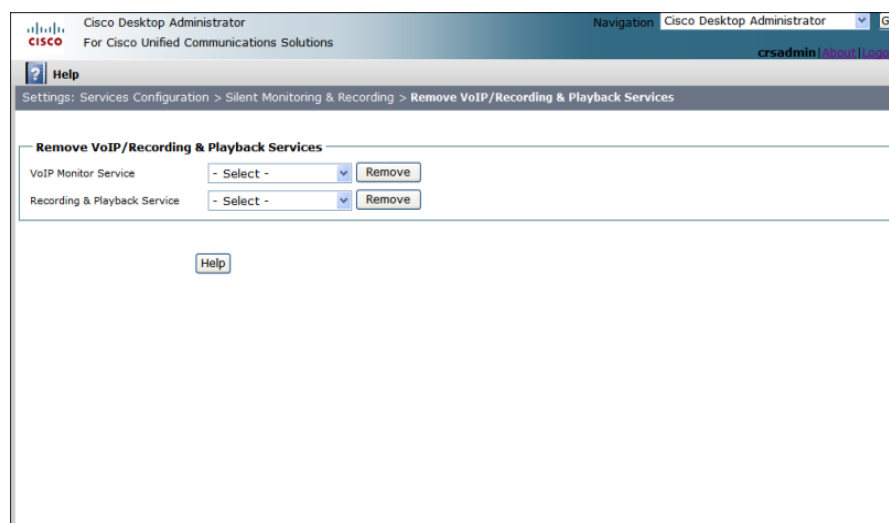 Cisco Desktop Administrator
For Cisco Unified Communications Solutions
CISCO
Navigation Cisco Desktop Administrator G
crsadmin|About|Logo
? Help
Settings: Services Configuration > Silent Monitoring & Recording > Remove VoIP/Recording & Playback Services
Remove VoIP/Recording & Playback Services
VoIP Monitor Service - Select - Remove
Recording & Playback Service - Select - Remove
Help